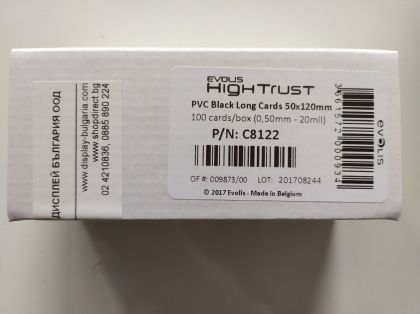 evolis
HIGHTRUST
PVC Black Long Cards 50x120mm
100 cards/box (0,50mm - 20mil)
P/N: C8122
OF #: 009873/00 LOT: 201708244
© 2017 Evolis - Made in Belgium
3661572000934
evolis
ДИСПЛЕЙ БЪЛГАРИЯ ООД
www.display-bulgaria.com
www.shopdirect.bg
02 4210836, 0885 890 224